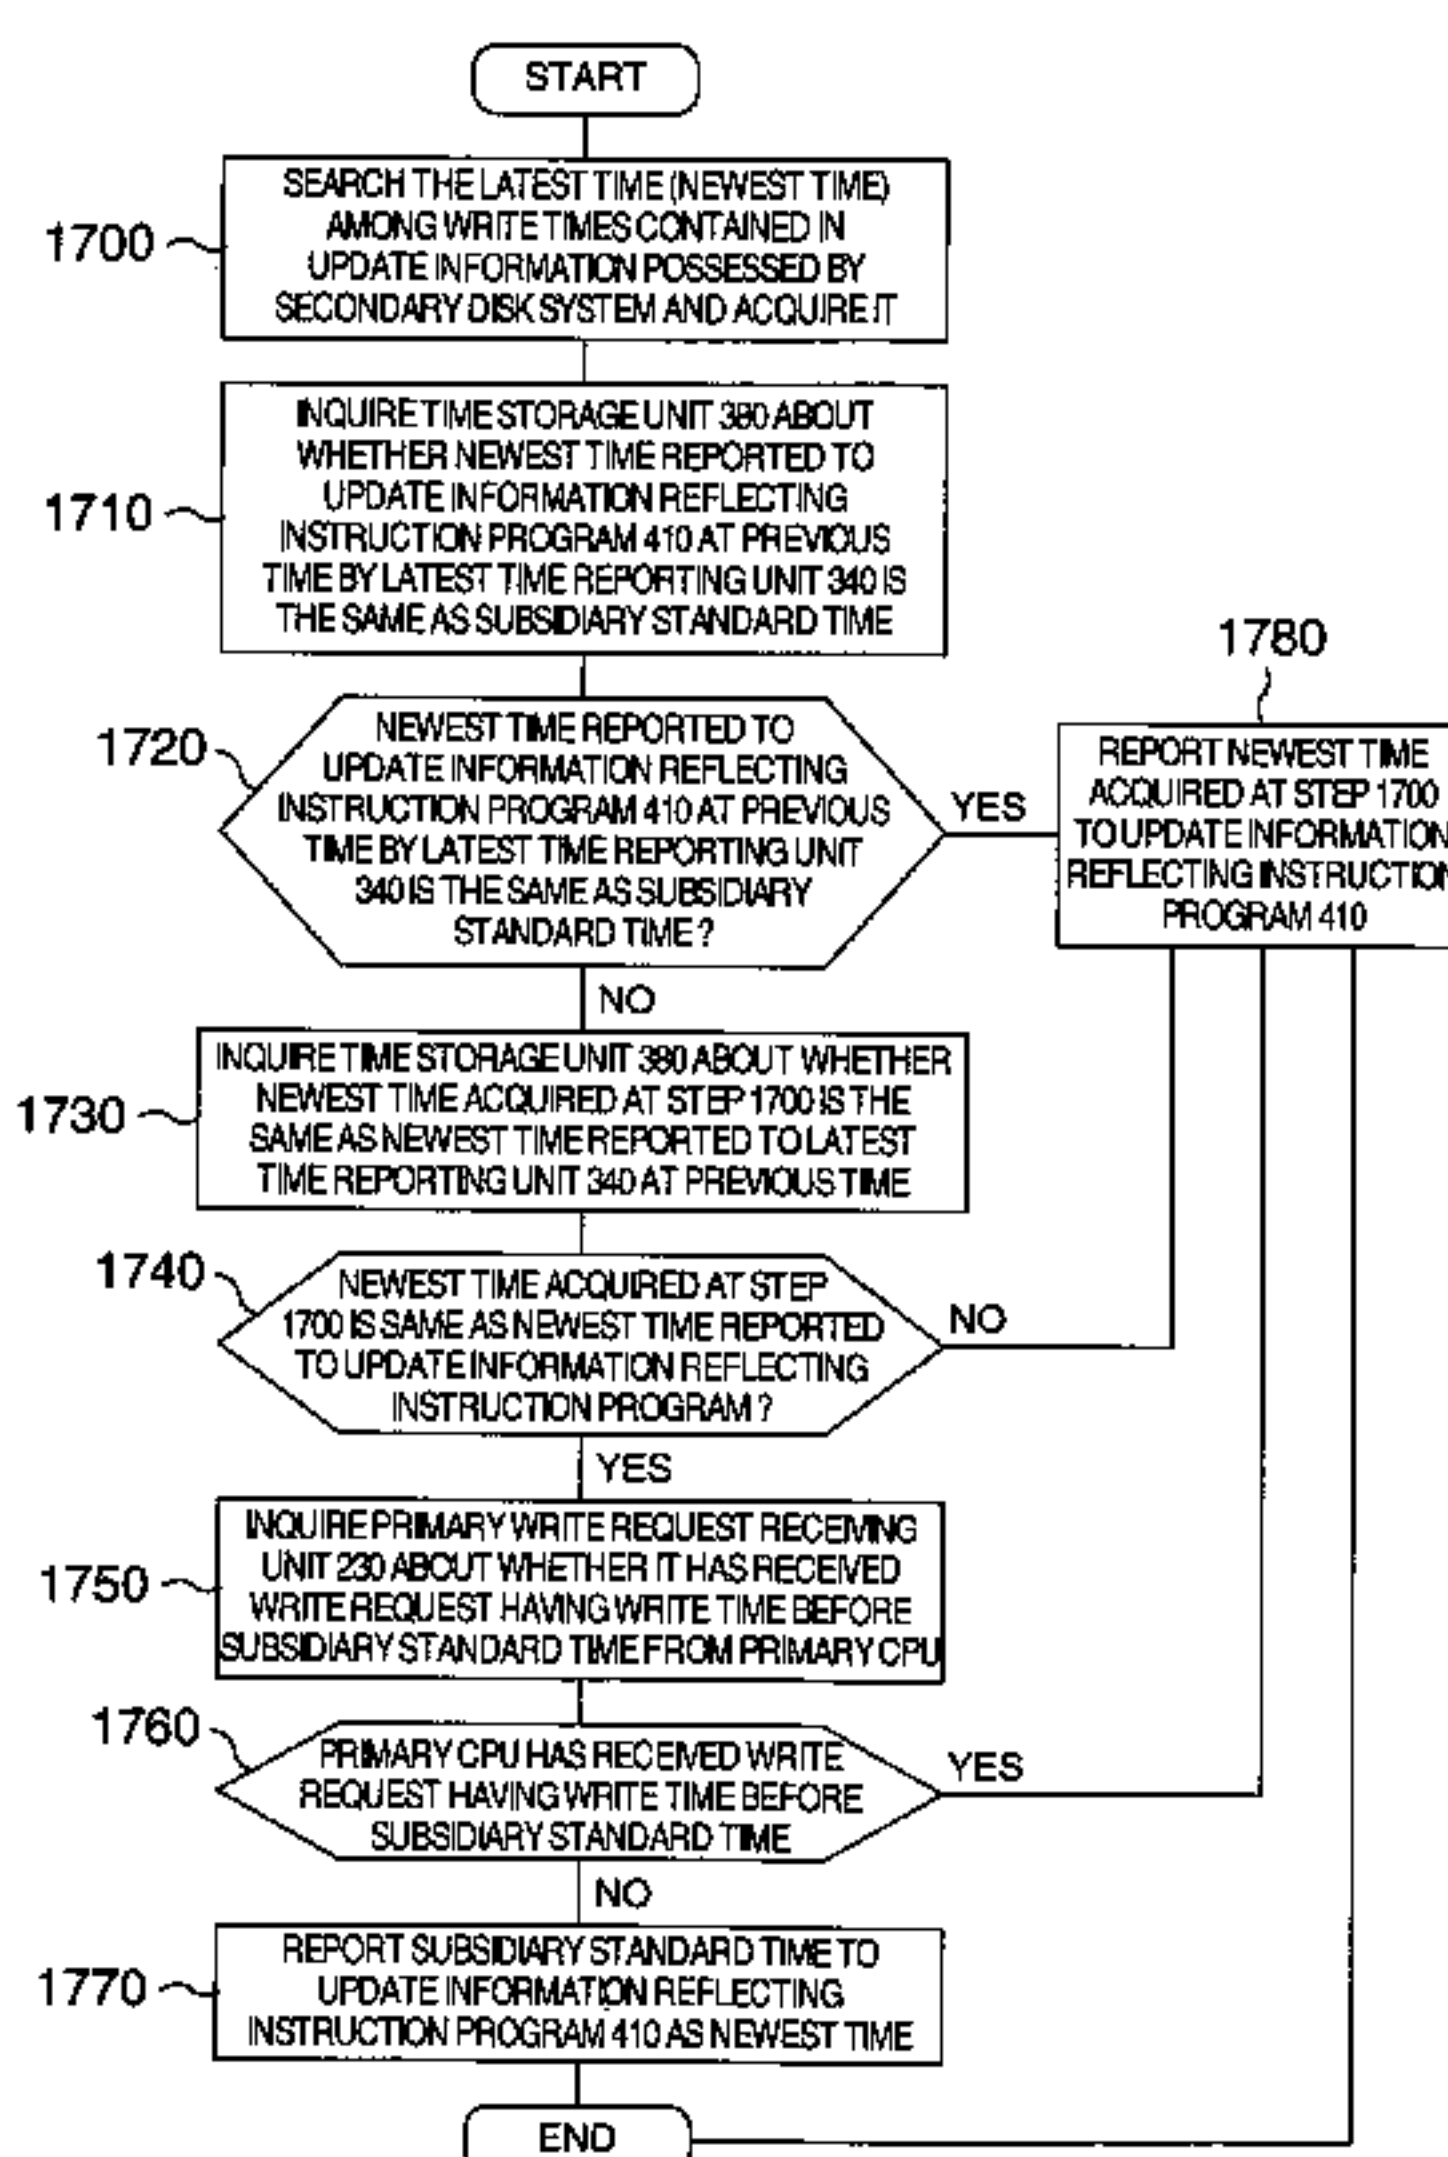 START
1700
SEARCH THE LATEST TIME (NEWEST TIME)
AMONG WRITE TIMES CONTAINED IN
UPDATE INFORMATION POSSESSED BY
SECONDARY DISK SYSTEM AND ACQUIRE IT
1710
INQUIRE TIME STORAGE UNIT 380 ABOUT
WHETHER NEWEST TIME REPORTED TO
UPDATE INFORMATION REFLECTING
INSTRUCTION PROGRAM 410 AT PREVIOUS
TIME BY LATEST TIME REPORTING UNIT 340 IS
THE SAME AS SUBSIDIARY STANDARD TIME
1720
NEWEST TIME REPORTED TO
UPDATE INFORMATION REFLECTING
INSTRUCTION PROGRAM 410 AT PREVIOUS
TIME BY LATEST TIME REPORTING UNIT
340 IS THE SAME AS SUBSIDIARY
STANDARD TIME ?
YES
1780
REPORT NEWEST TIME
ACQUIRED AT STEP 1700
TO UPDATE INFORMATION
REFLECTING INSTRUCTION
PROGRAM 410
NO
1730
INQUIRE TIME STORAGE UNIT 380 ABOUT WHETHER
NEWEST TIME ACQUIRED AT STEP 1700 IS THE
SAME AS NEWEST TIME REPORTED TO LATEST
TIME REPORTING UNIT 340 AT PREVIOUS TIME
1740
NEWEST TIME ACQUIRED AT STEP
1700 IS SAME AS NEWEST TIME REPORTED
TO UPDATE INFORMATION REFLECTING
INSTRUCTION PROGRAM ?
NO
YES
1750
INQUIRE PRIMARY WRITE REQUEST RECEIVING
UNIT 230 ABOUT WHETHER IT HAS RECEIVED
WRITE REQUEST HAVING WRITE TIME BEFORE
SUBSIDIARY STANDARD TIME FROM PRIMARY CPU
1760
PRIMARY CPU HAS RECEIVED WRITE
REQUEST HAVING WRITE TIME BEFORE
SUBSIDIARY STANDARD TIME
YES
NO
1770
REPORT SUBSIDIARY STANDARD TIME TO
UPDATE INFORMATION REFLECTING
INSTRUCTION PROGRAM 410 AS NEWEST TIME
END